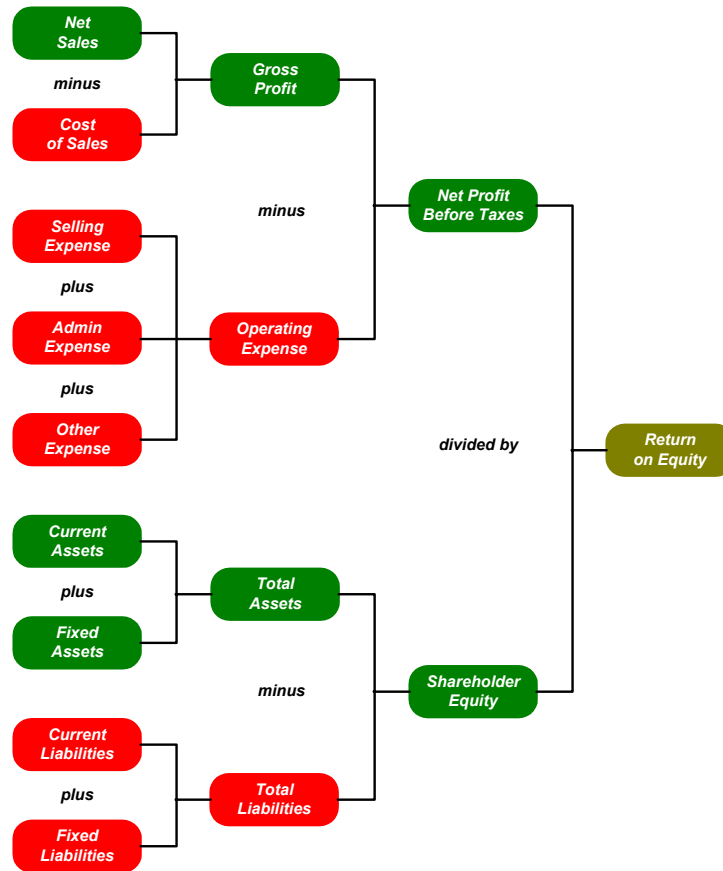 Net
Sales
minus
Cost
of Sales
Gross
Profit
minus
Net Profit
Before Taxes
Selling
Expense
plus
Admin
Expense
plus
Other
Expense
Operating
Expense
divided by
Return
on Equity
Current
Assets
plus
Fixed
Assets
Total
Assets
minus
Shareholder
Equity
Current
Liabilities
plus
Fixed
Liabilities
Total
Liabilities